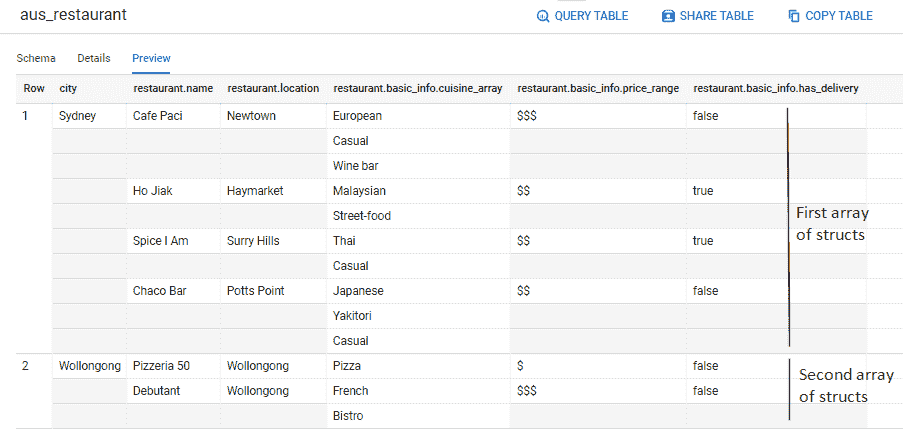 aus_restaurant QUERY TABLE SHARE TABLE COPY TABLE
Schema Details Preview
Row city restaurant.name restaurant.location restaurant.basic_info.cuisine_array restaurant.basic_info.price_range restaurant.basic_info.has_delivery
1 Sydney Cafe Paci Newtown European $$$ false
Casual
Wine bar
Ho Jiak Haymarket Malaysian $$ true
Street-food
First array
of structs
Spice I Am Surry Hills Thai $$ true
Casual
Chaco Bar Potts Point Japanese $$ false
Yakitori
Casual
2 Wollongong Pizzeria 50 Wollongong Pizza $ false
Second array
of structs
Debutant Wollongong French $$$ false
Bistro